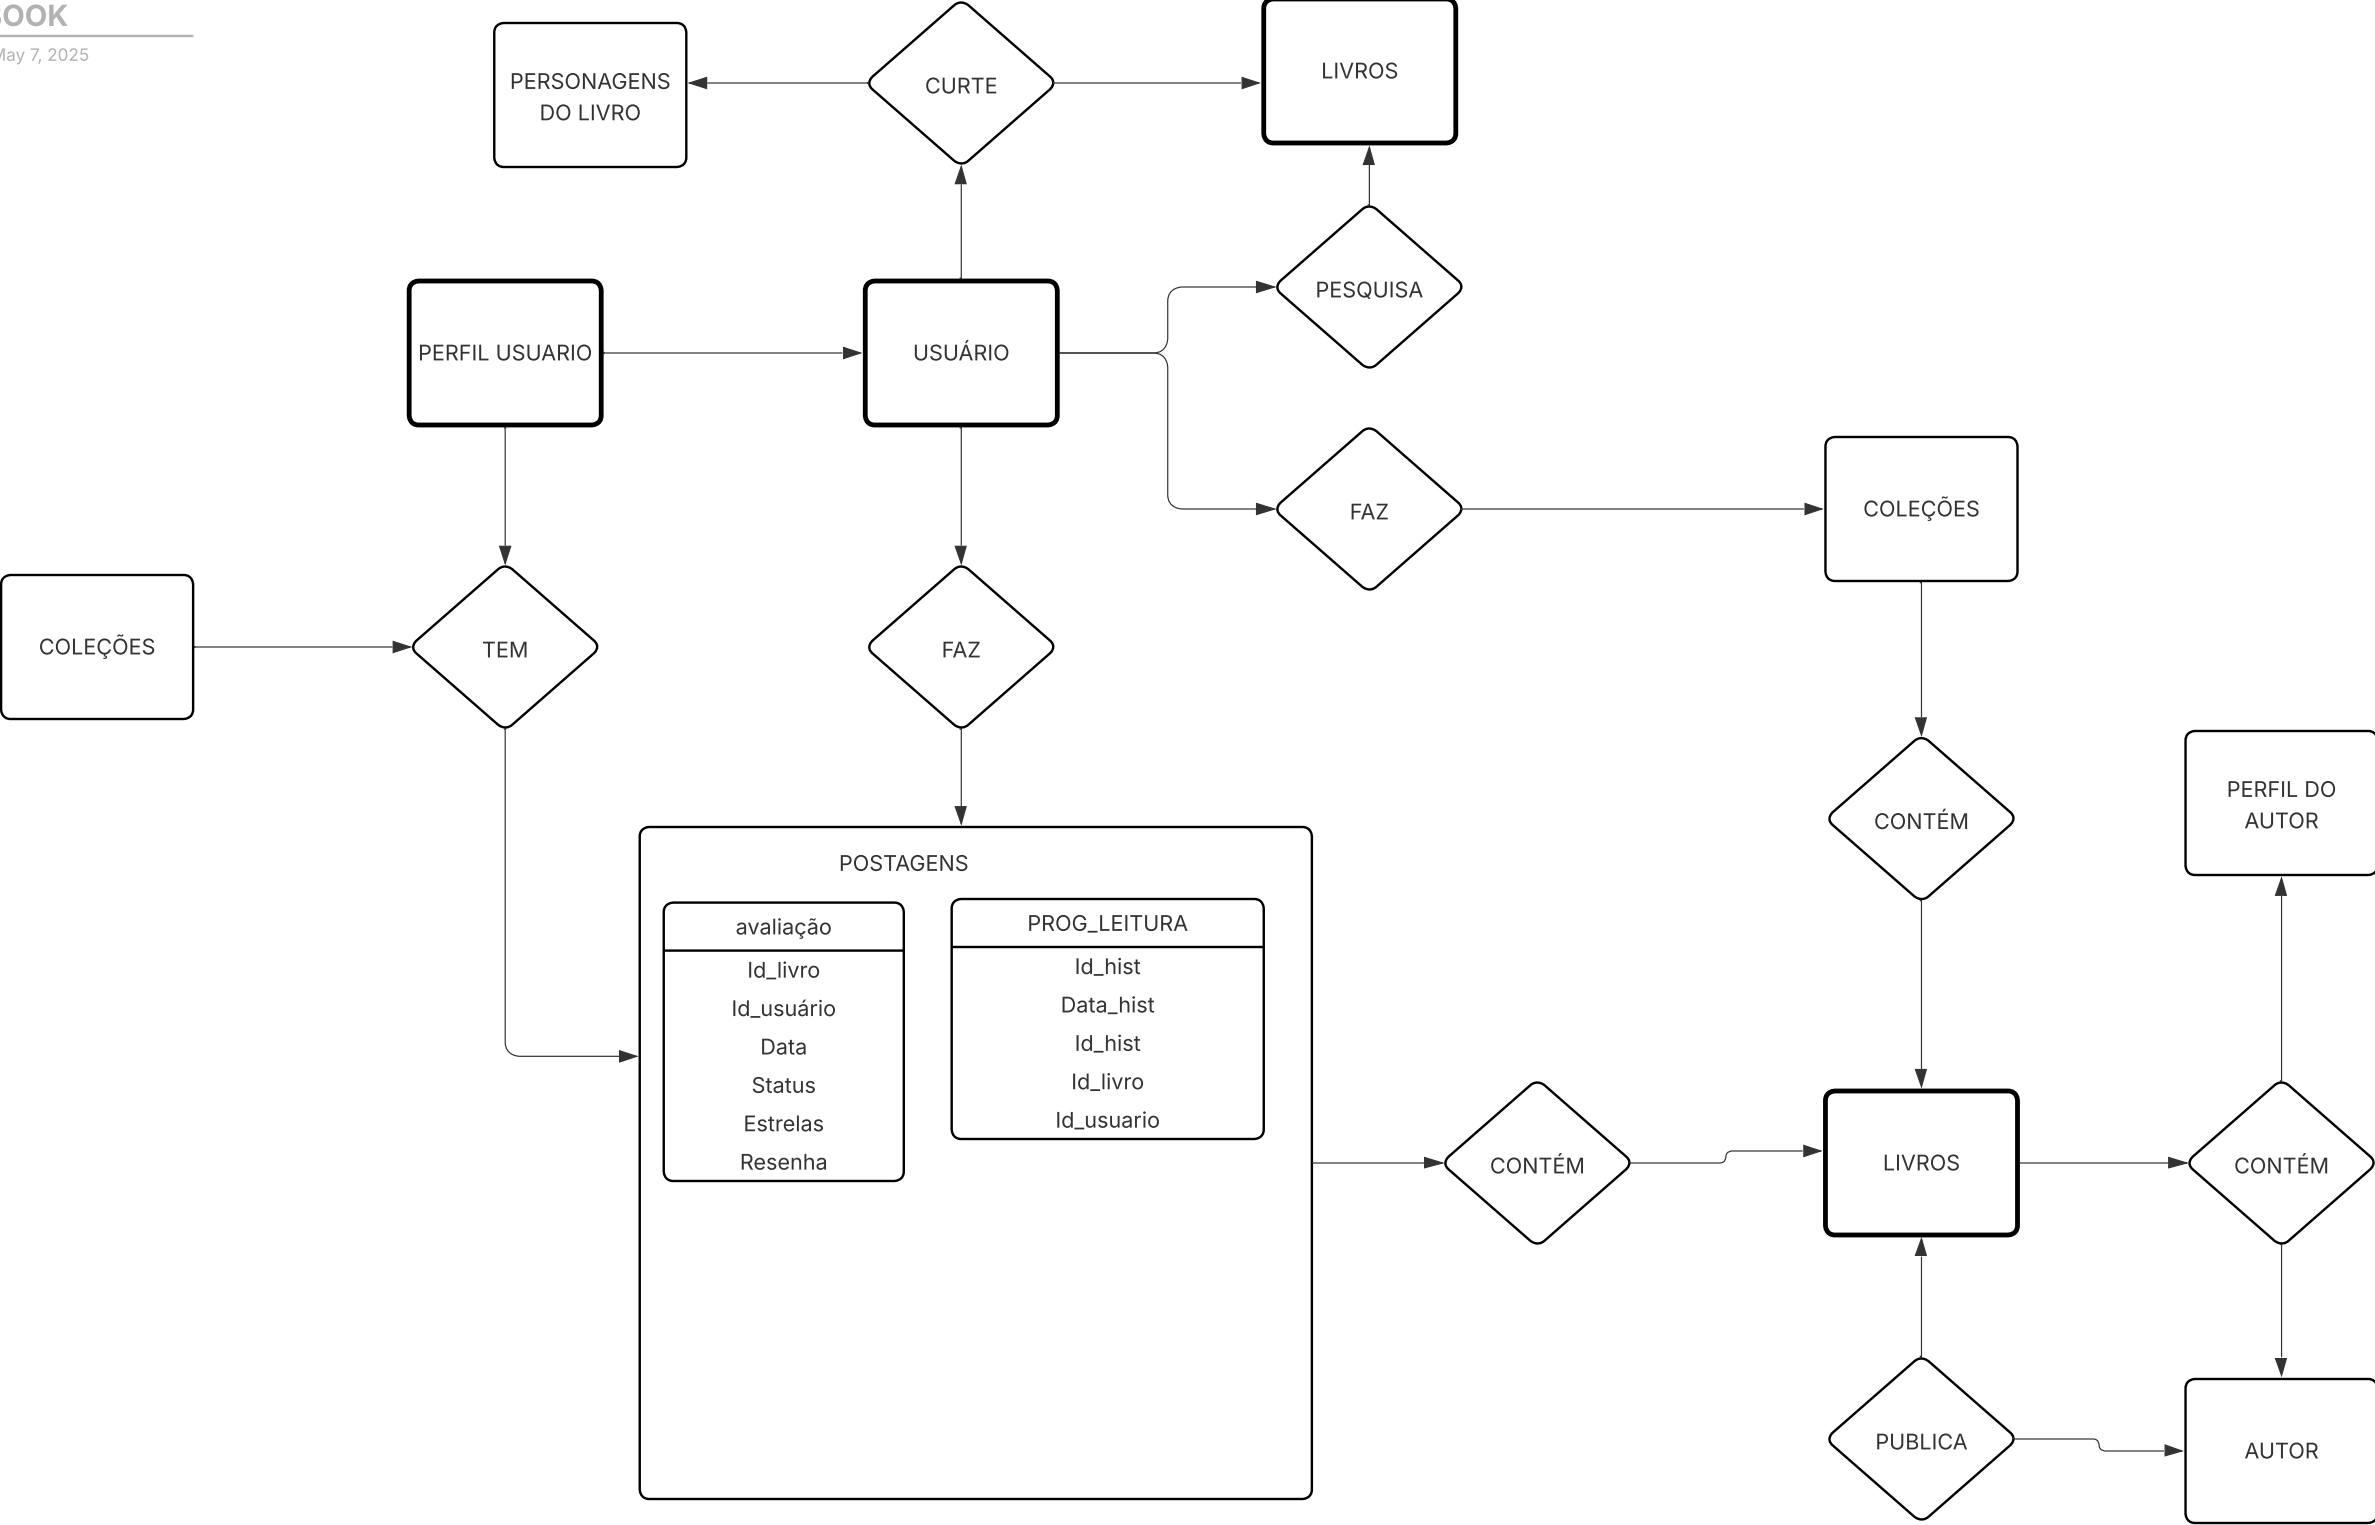 May 7, 2025
PERSONAGENS
DO LIVRO
CURTE
LIVROS
PESQUISA
PERFIL USUARIO
USUÁRIO
FAZ
COLEÇÕES
COLEÇÕES
TEM
FAZ
CONTÉM
PERFIL DO
AUTOR
POSTAGENS
avaliação
Id_livro
Id_usuário
Data
Status
Estrelas
Resenha
PROG_LEITURA
Id_hist
Data_hist
Id_hist
Id_livro
Id_usuario
CONTÉM
LIVROS
CONTÉM
PUBLICA
AUTOR